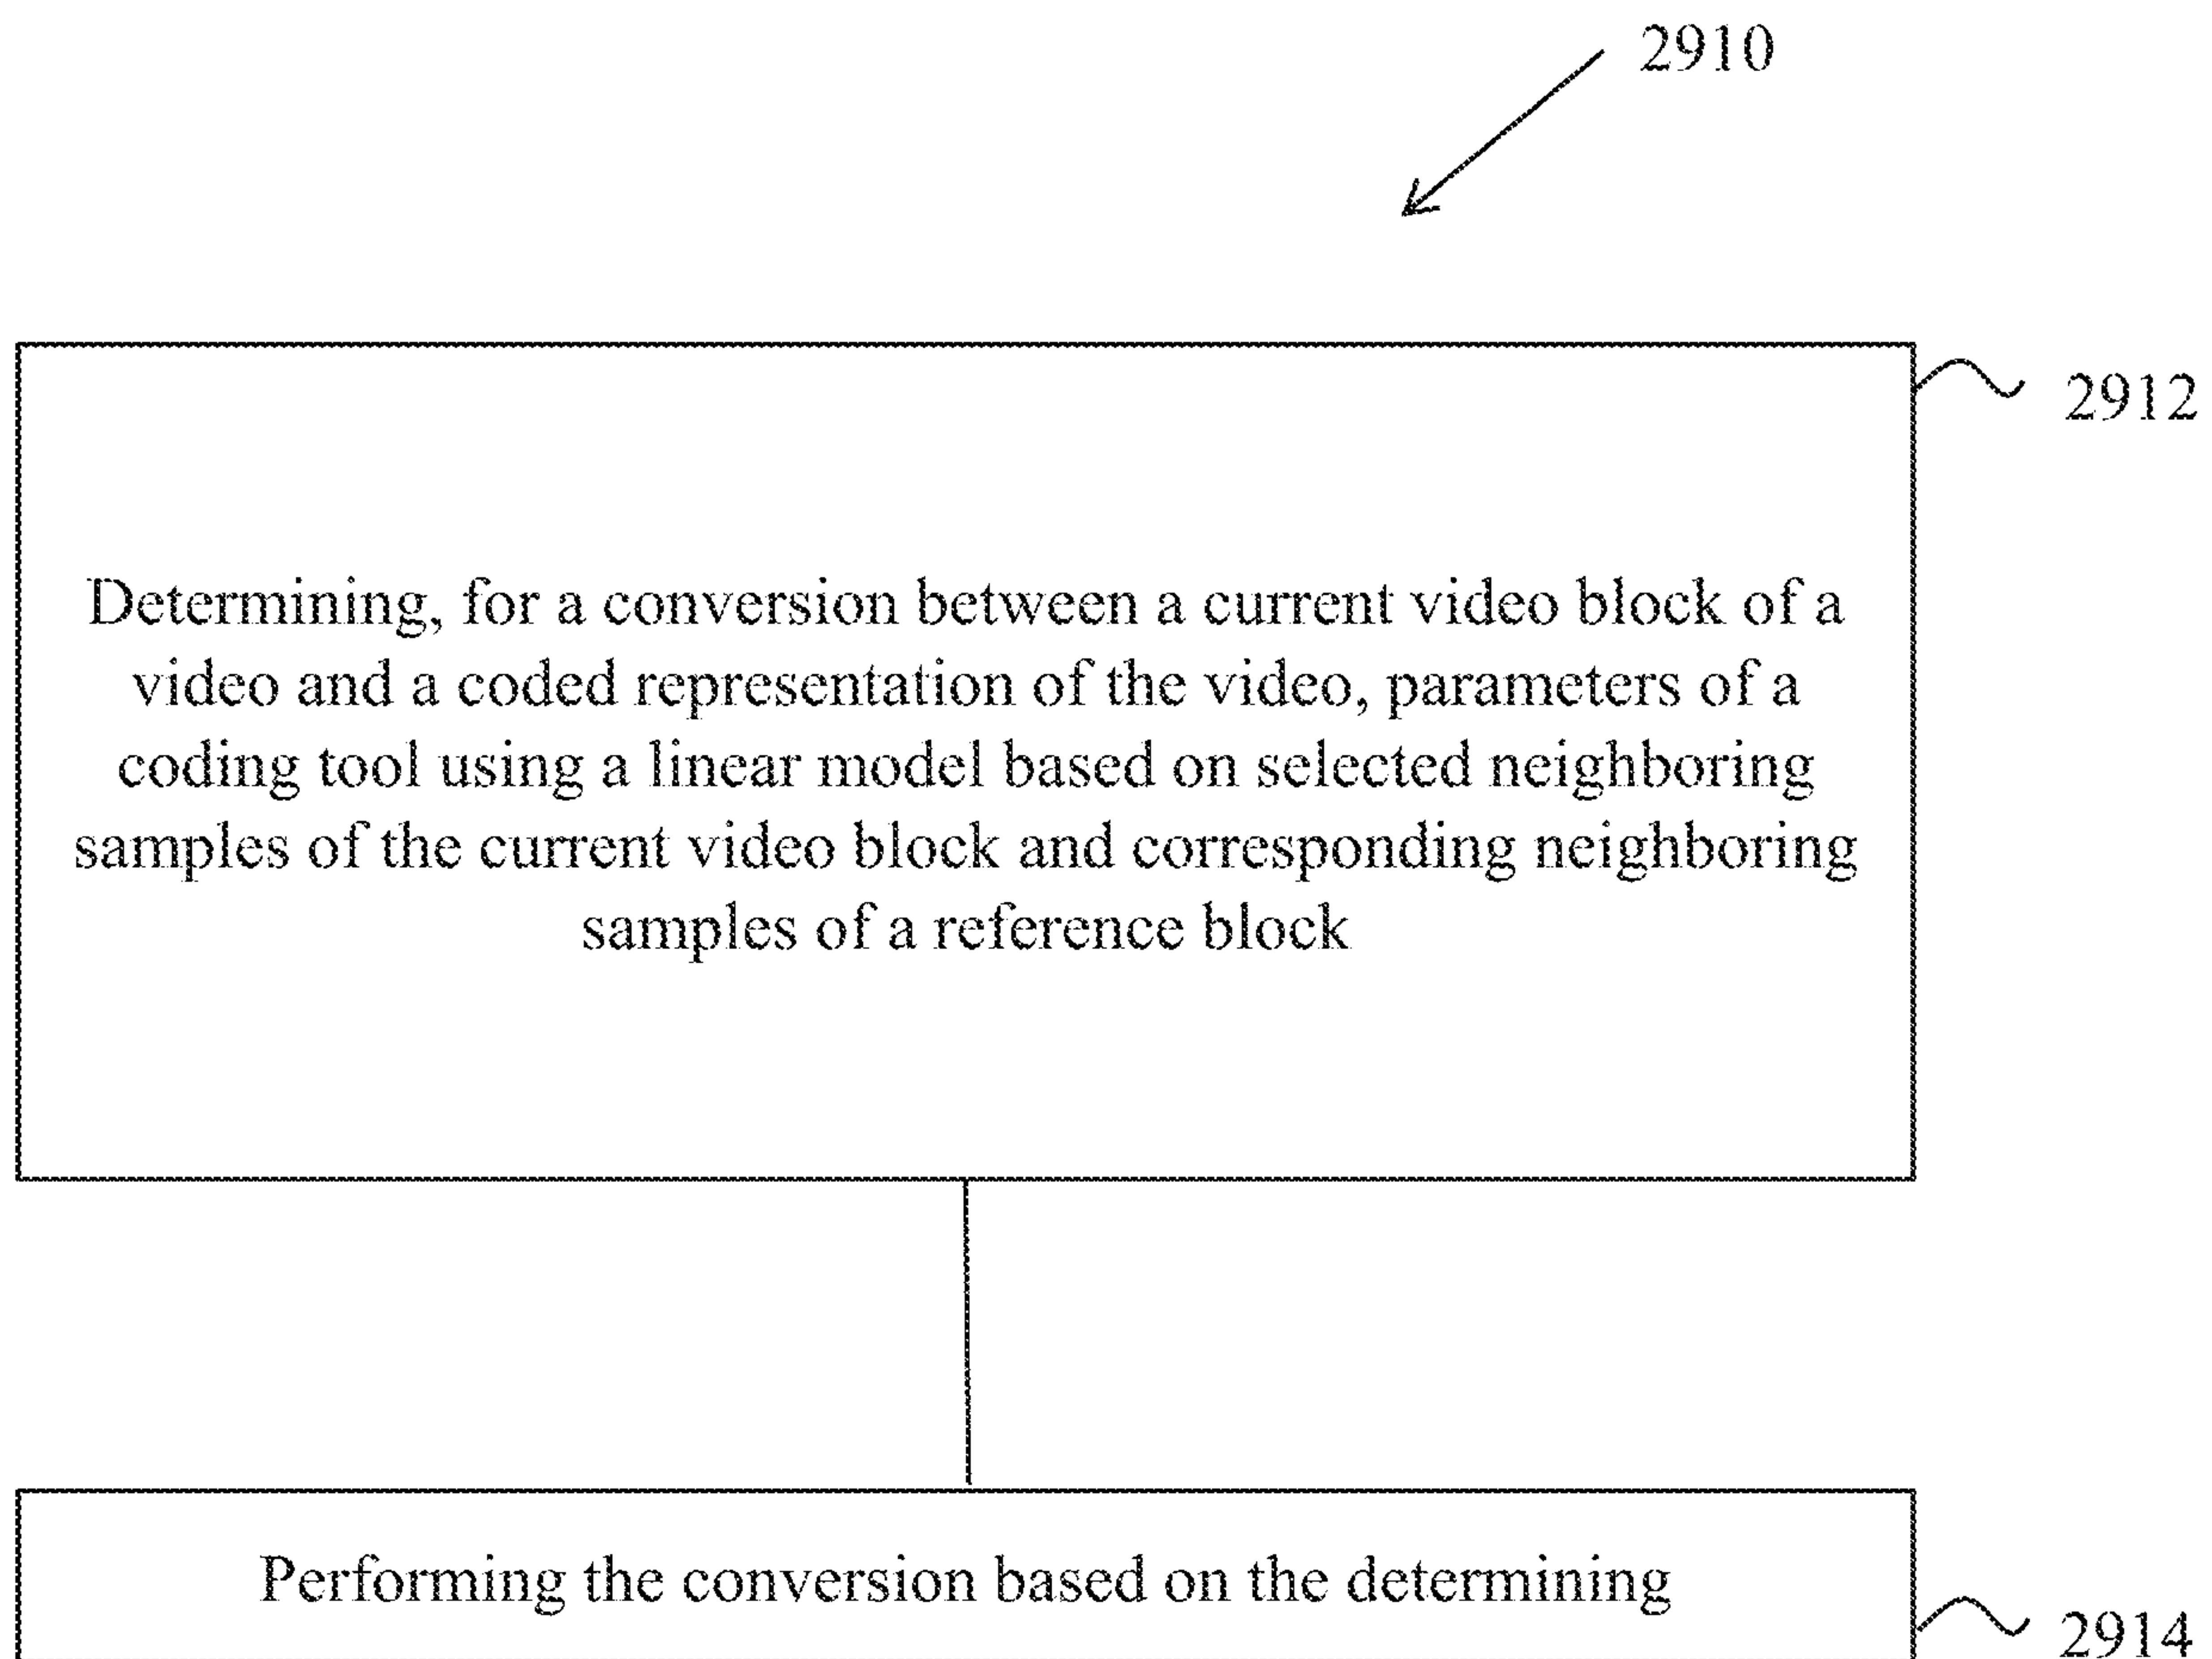 2910
2912
Determining, for a conversion between a current video block of a
video and a coded representation of the video, parameters of a
coding tool using a linear model based on selected neighboring
samples of the current video block and corresponding neighboring
samples of a reference block
Performing the conversion based on the determining
2914